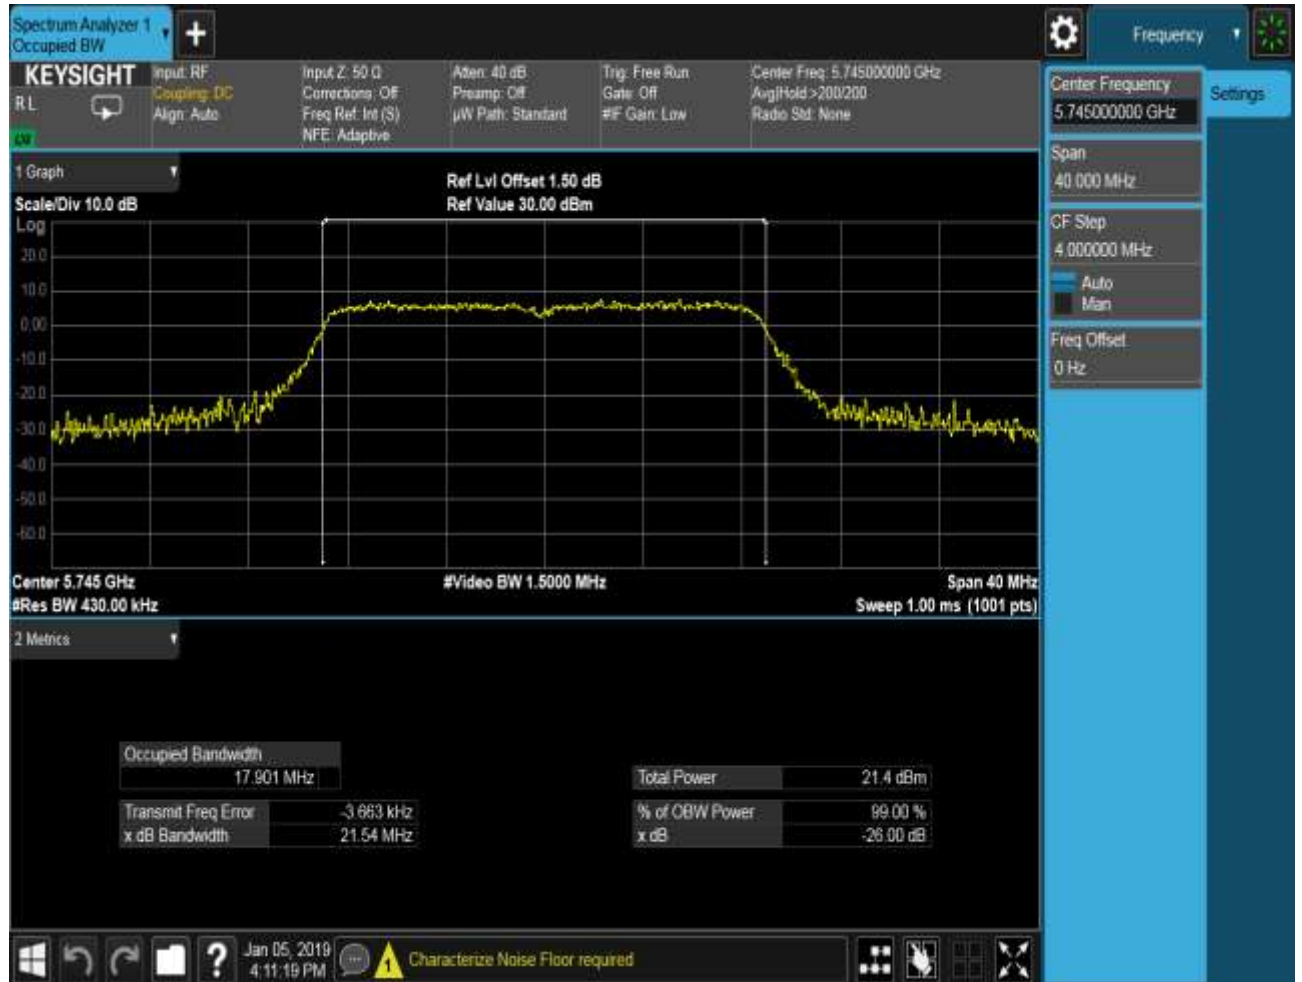 Spectrum Analyzer 1
Occupied BW
Frequency
KEYSIGHT
RL
Input: RF
Coupling: DC
Align: Auto
Input Z: 50 Ω
Corrections: Off
Freq Ref: Int (S)
NFE: Adaptive
Atten: 40 dB
Preamp: Off
µW Path: Standard
Trig: Free Run
Gate: Off
#IF Gain: Low
Center Freq: 5.745000000 GHz
Avg|Hold:>200/200
Radio Std: None
Center Frequency
5.745000000 GHz
Settings
Span
40.000 MHz
CF Step
4.000000 MHz
Auto
Man
Freq Offset
0 Hz
1 Graph
Scale/Div 10.0 dB
Ref Lvl Offset 1.50 dB
Ref Value 30.00 dBm
Log
20.0
10.0
0.00
-10.0
-20.0
-30.0
-40.0
-50.0
-60.0
Center 5.745 GHz
#Video BW 1.5000 MHz
Span 40 MHz
#Res BW 430.00 kHz
Sweep 1.00 ms (1001 pts)
2 Metrics
Occupied Bandwidth
17.901 MHz
Total Power 21.4 dBm
Transmit Freq Error -3.663 kHz
% of OBW Power 99.00 %
x dB Bandwidth 21.54 MHz
x dB -26.00 dB
Jan 05, 2019
4:11:19 PM
1
Characterize Noise Floor required